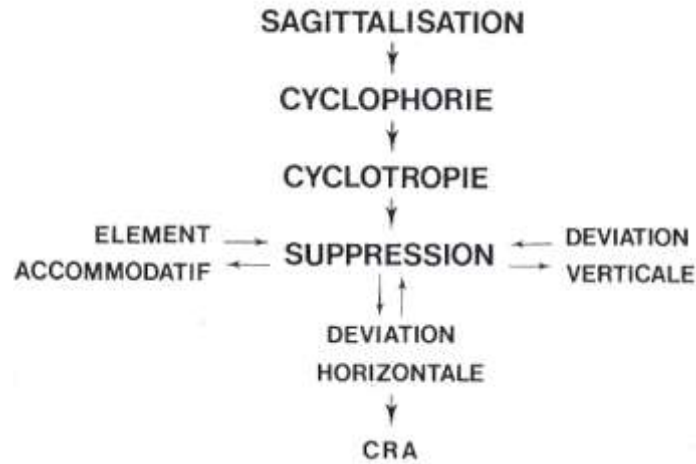 SAGITTALISATION
CYCLOPHORIE
CYCLOTROPIE
ELEMENT
ACCOMMODATIF
SUPPRESSION
DEVIATION
VERTICALE
DEVIATION
HORIZONTALE
CRA